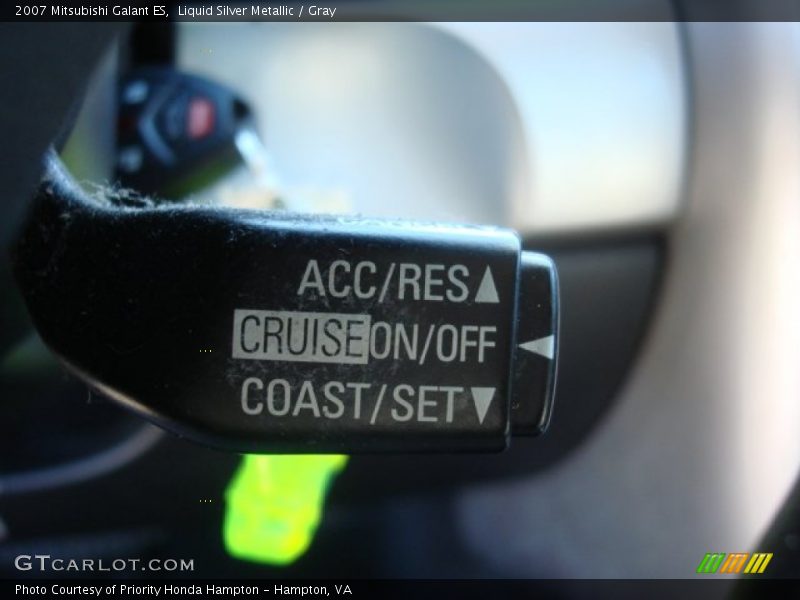 2007 Mitsubishi Galant ES, Liquid Silver Metallic / Gray
ACC/RES▲
CRUISE ON/OFF ◀
COAST/SET▼
GTCARLOT.COM
Photo Courtesy of Priority Honda Hampton - Hampton, VA